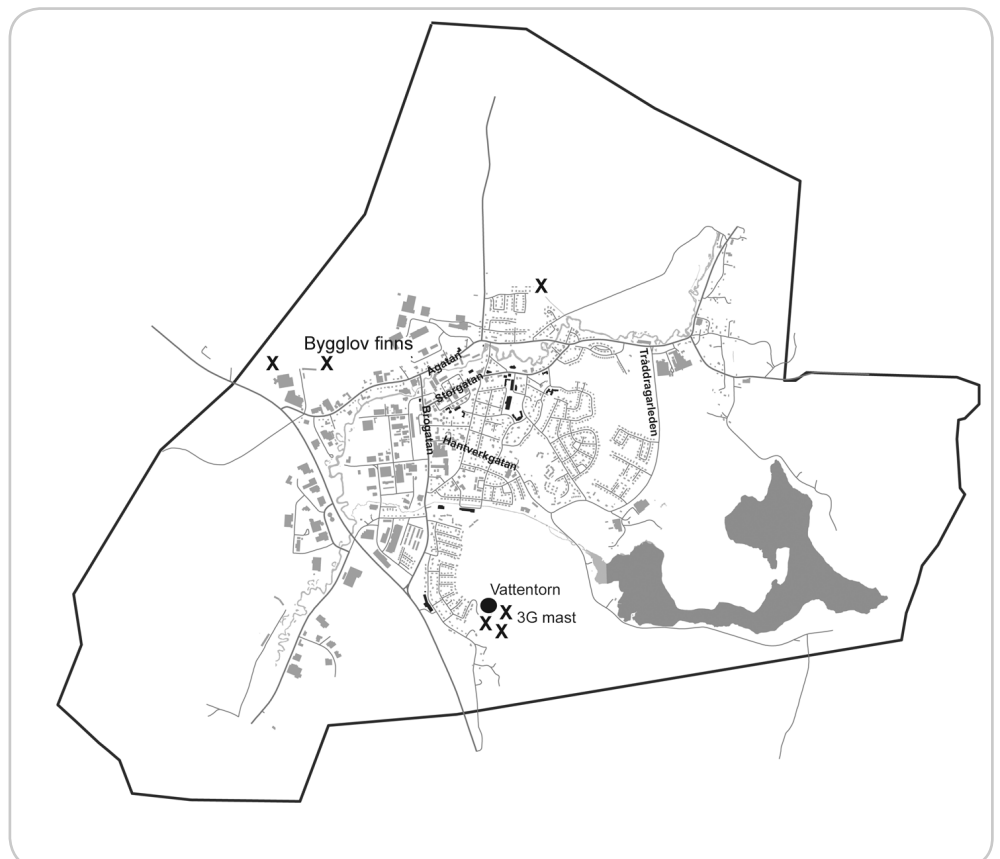 X
Bygglov finns
X
X
Ågatan
Storgatan
Brogatan
Hantverkgatan
Tråddragarleden
Vattentorn
X
3G mast
X
X